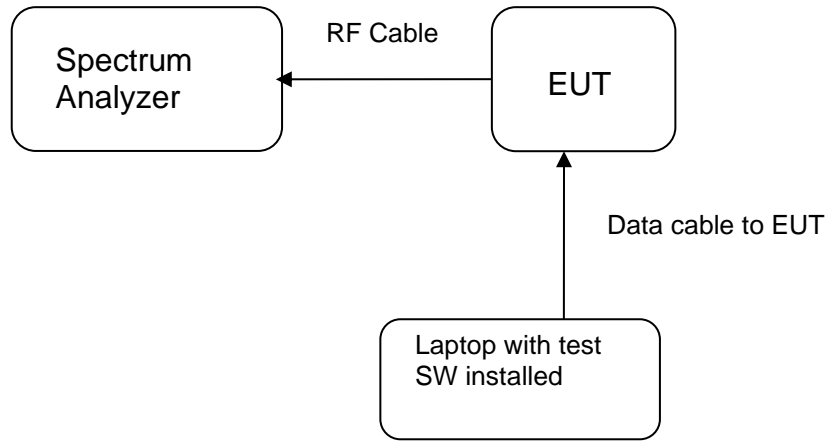 RF Cable
Spectrum
Analyzer
EUT
Data cable to EUT
Laptop with test
SW installed